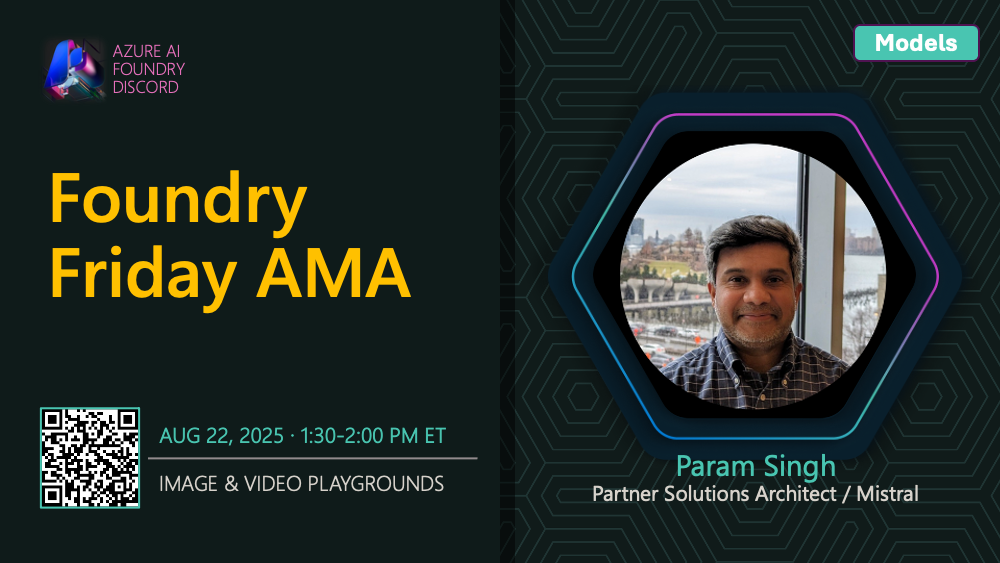 AZURE AI
FOUNDRY
DISCORD
Models
Foundry
Friday AMA
AUG 22, 2025 · 1:30-2:00 PM ET
IMAGE & VIDEO PLAYGROUNDS
Param Singh
Partner Solutions Architect / Mistral